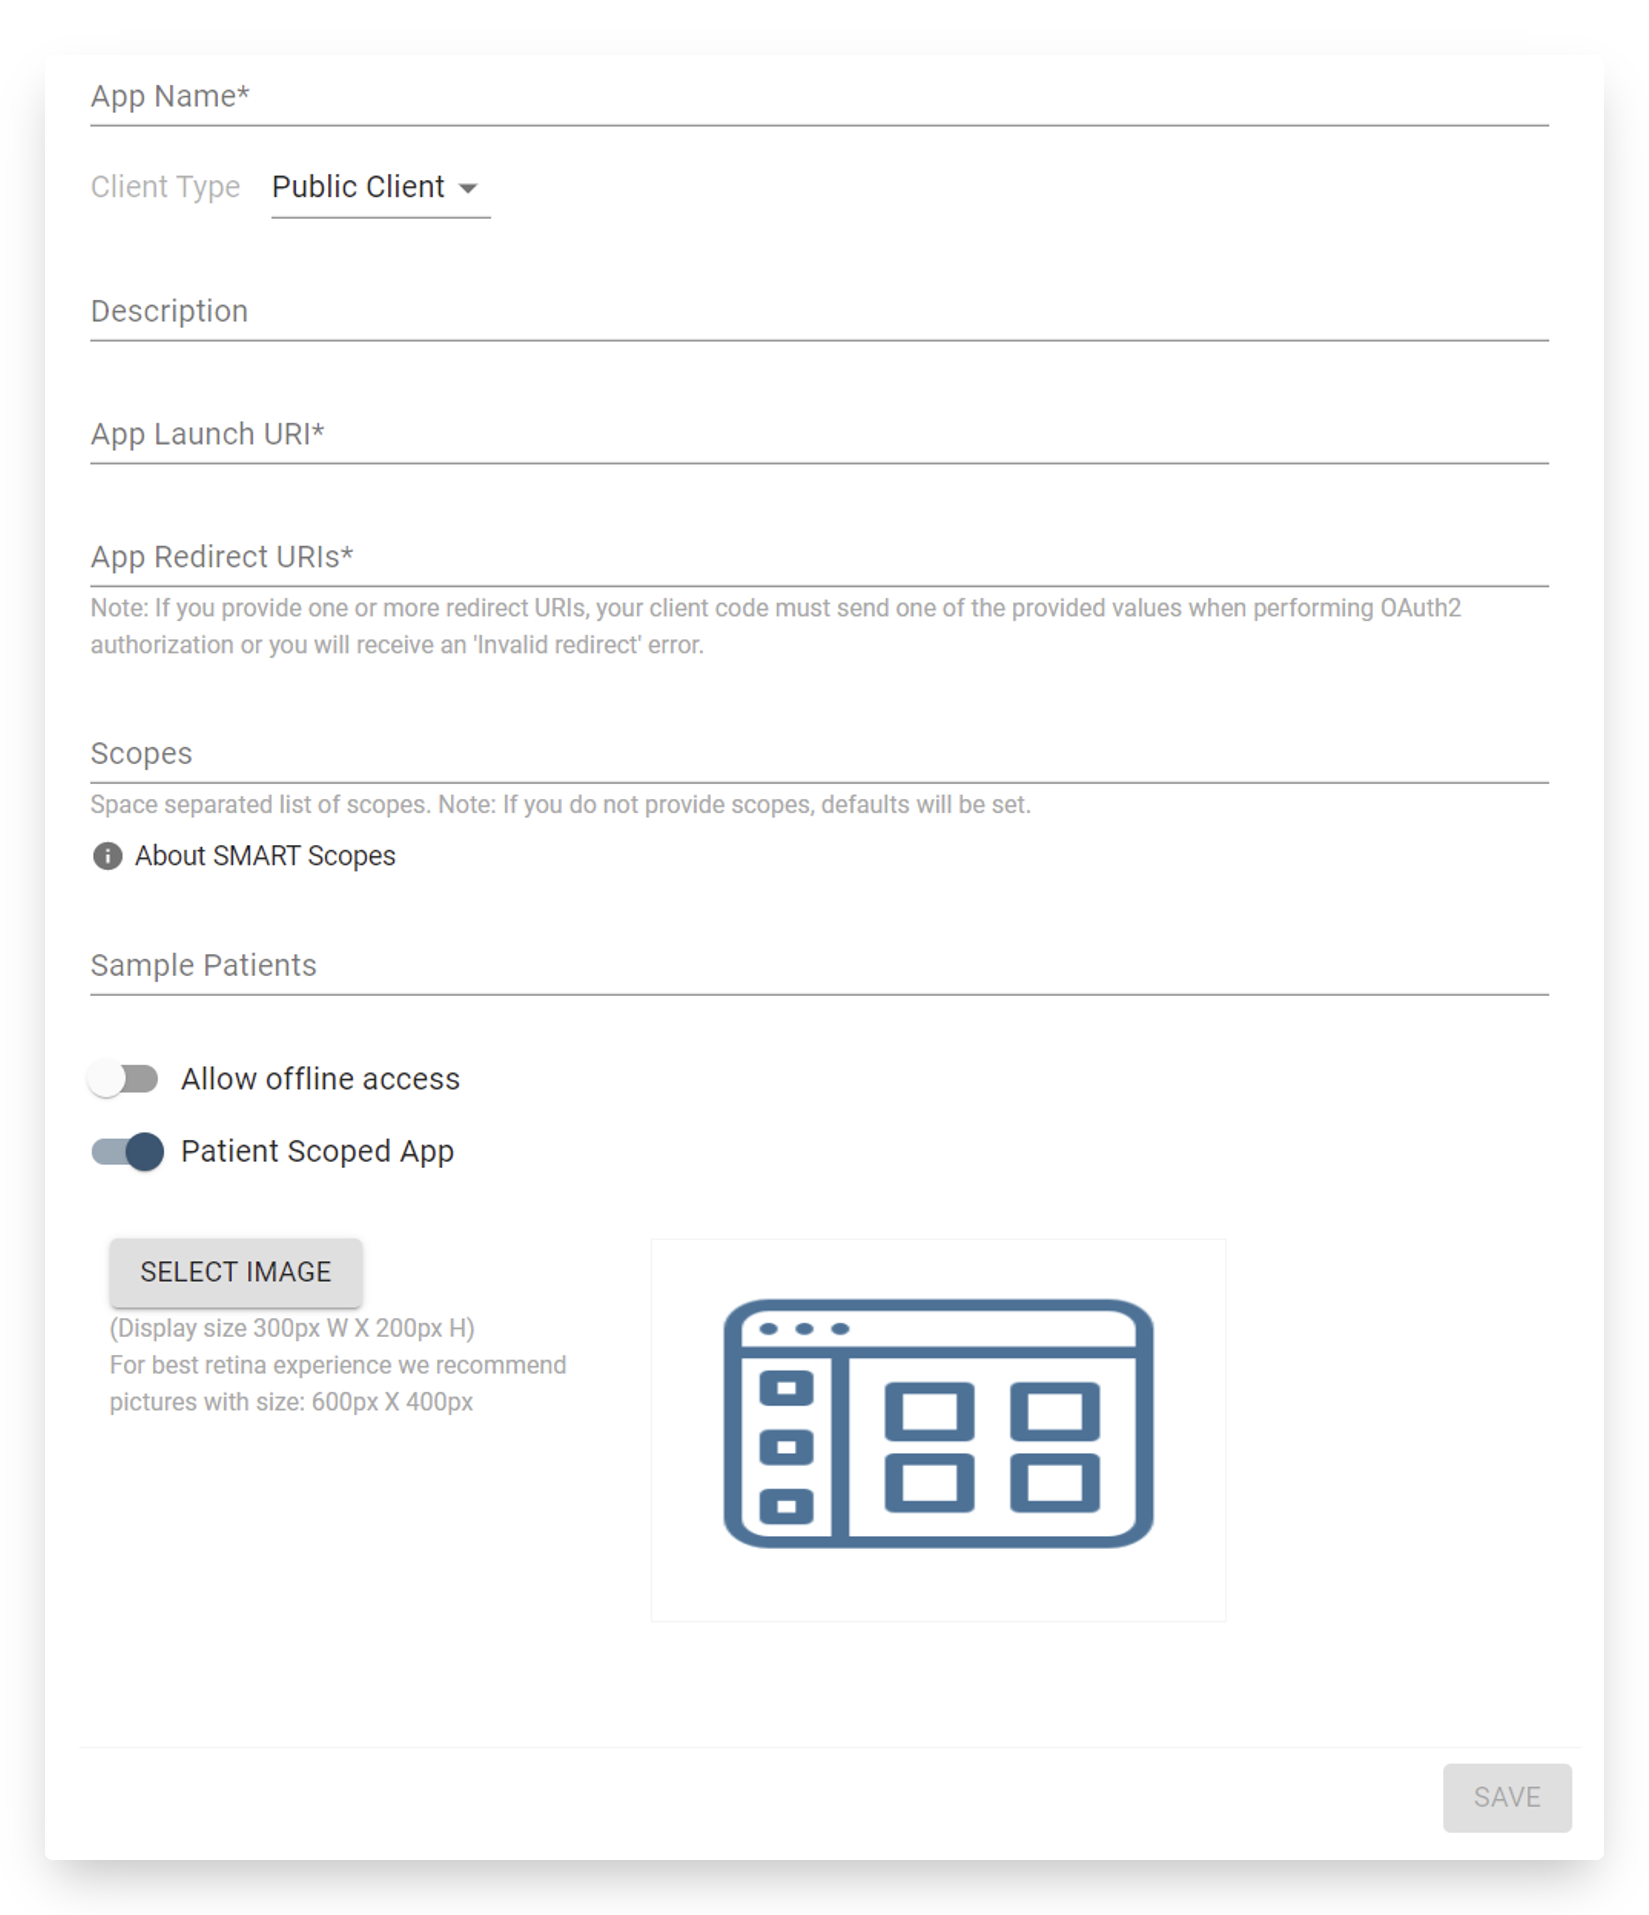 App Name*
Client Type Public Client
Description
App Launch URI*
App Redirect URIs*
Note: If you provide one or more redirect URIs, your client code must send one of the provided values when performing OAuth2
authorization or you will receive an 'Invalid redirect' error.
Scopes
Space separated list of scopes. Note: If you do not provide scopes, defaults will be set.
About SMART Scopes
Sample Patients
Allow offline access
Patient Scoped App
SELECT IMAGE
(Display size 300px W X 200px H)
For best retina experience we recommend
pictures with size: 600px X 400px
SAVE